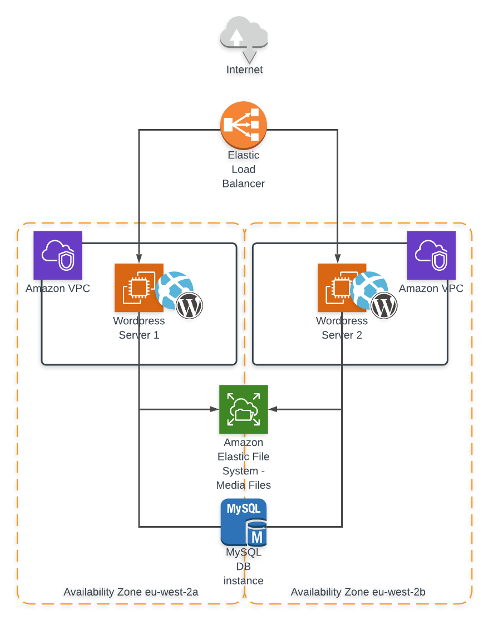 Internet
Elastic
Load
Balancer
Amazon VPC
Amazon VPC
Wordpress
Server 1
Wordpress
Server 2
Amazon
Elastic File
System -
Media Files
MySQL
M
MySQL
DB
instance
Availability Zone eu-west-2a
Availability Zone eu-west-2b